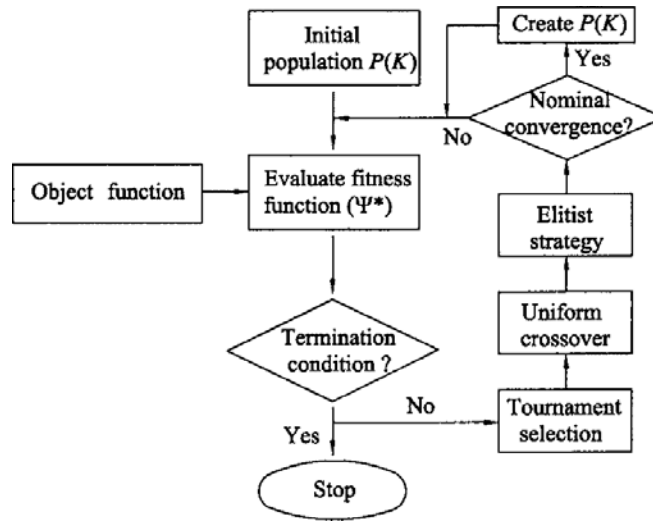 Initial
population P(K)
Create P(K)
Yes
Nominal
convergence?
No
Object function
Evaluate fitness
function (Ψ*)
Elitist
strategy
Uniform
crossover
Termination
condition ?
No
Tournament
selection
Yes
Stop